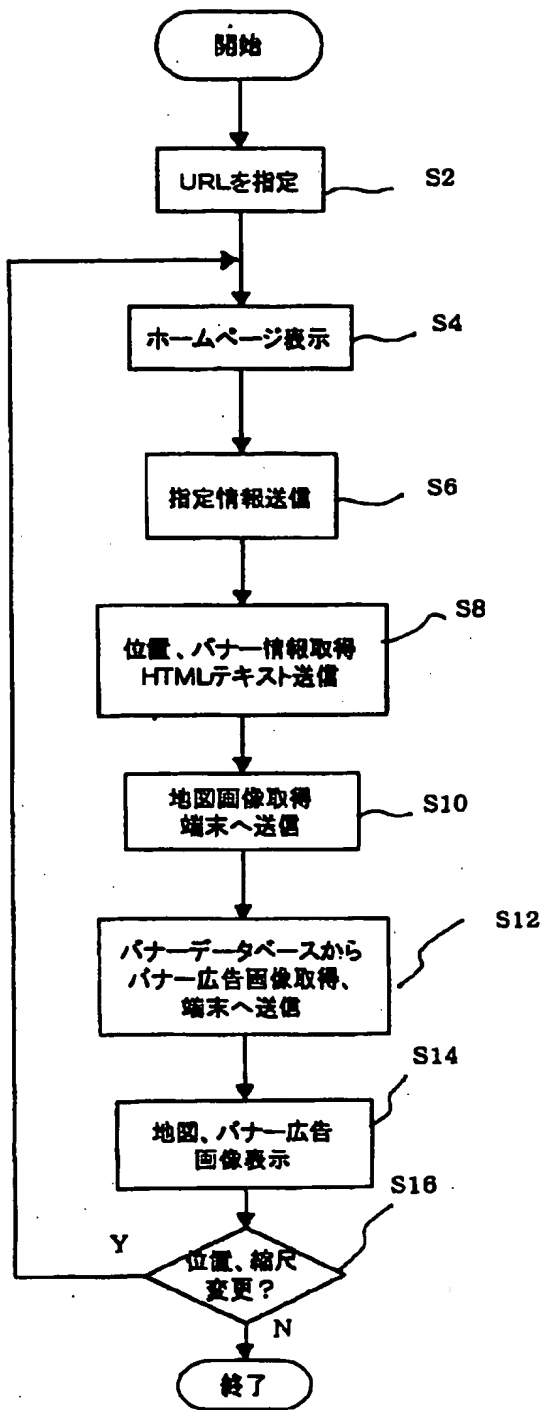 開始
URLを指定
S2
ホームページ表示
S4
指定情報送信
S6
位置、バナー情報取得
HTMLテキスト送信
S8
地図画像取得
端末へ送信
S10
バナーデータベースから
バナー広告画像取得、
端末へ送信
S12
地図、バナー広告
画像表示
S14
位置、縮尺
変更?
S16
Y
N
終了